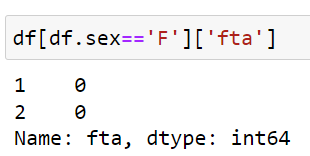 df[df.sex=='F']['fta']
1    0
2    0
Name: fta, dtype: int64